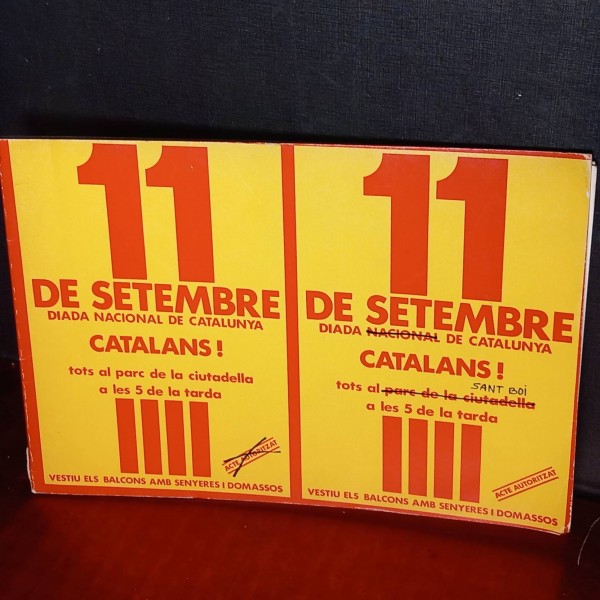 11
DE SETEMBRE
DIADA NACIONAL DE CATALUNYA
CATALANS!
tots al parc de la ciutadella
a les 5 de la tarda
ACTE AUTORITZAT
VESTIU ELS BALCONS AMB SENYERES I DOMASSOS
11
DE SETEMBRE
DIADA NACIONAL DE CATALUNYA
CATALANS!
SANT BOI
tots al parc de la ciutadella
a les 5 de la tarda
ACTE AUTORITZAT
VESTIU ELS BALCONS AMB SENYERES I DOMASSOS